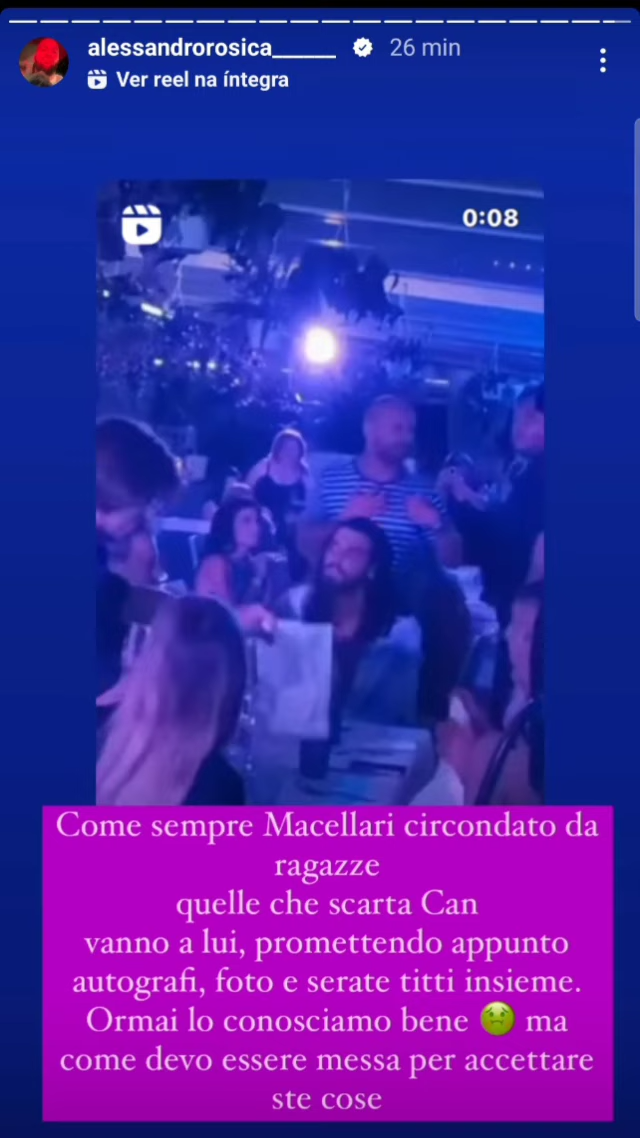 alessandrorosica______ 26 min
Ver reel na íntegra
0:08
Come sempre Macellari circondato da
ragazze
quelle che scarta Can
vanno a lui, promettendo appunto
autografi, foto e serate titti insieme.
Ormai lo conosciamo bene 🤢 ma
come devo essere messa per accettare
ste cose